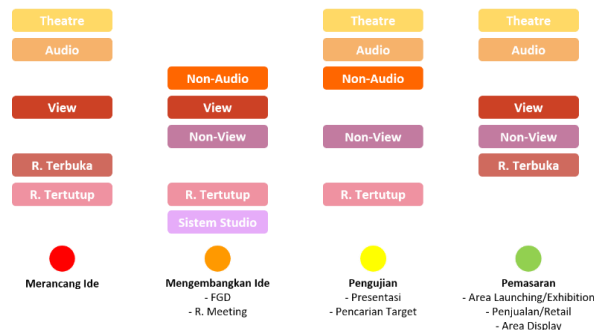 Theatre
Audio
View
R. Terbuka
R. Tertutup
Merancang Ide
Non-Audio
View
Non-View
R. Tertutup
Sistem Studio
Mengembangkan Ide
- FGD
- R. Meeting
Theatre
Audio
Non-Audio
Non-View
R. Tertutup
Pengujian
- Presentasi
- Pencarian Target
Theatre
Audio
View
Non-View
R. Terbuka
Pemasaran
- Area Launching/Exhibition
- Penjualan/Retail
- Area Display